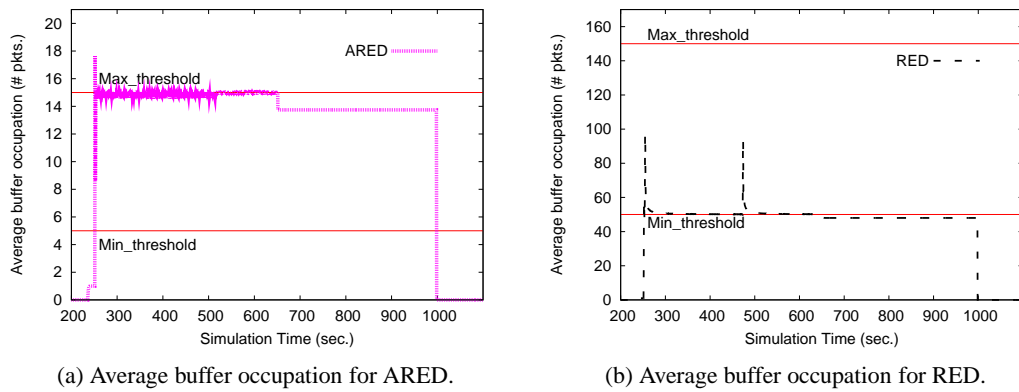 20
18
16
14
12
10
8
6
4
2
0
200 300 400 500 600 700 800 900 1000
Average buffer occupation (# pkts.)
Simulation Time (sec.)
ARED
Max_threshold
Min_threshold
(a) Average buffer occupation for ARED.
160
140
120
100
80
60
40
20
0
200 300 400 500 600 700 800 900 1000
Average buffer occupation (# pkts.)
Simulation Time (sec.)
Max_threshold
RED
Min_threshold
(b) Average buffer occupation for RED.